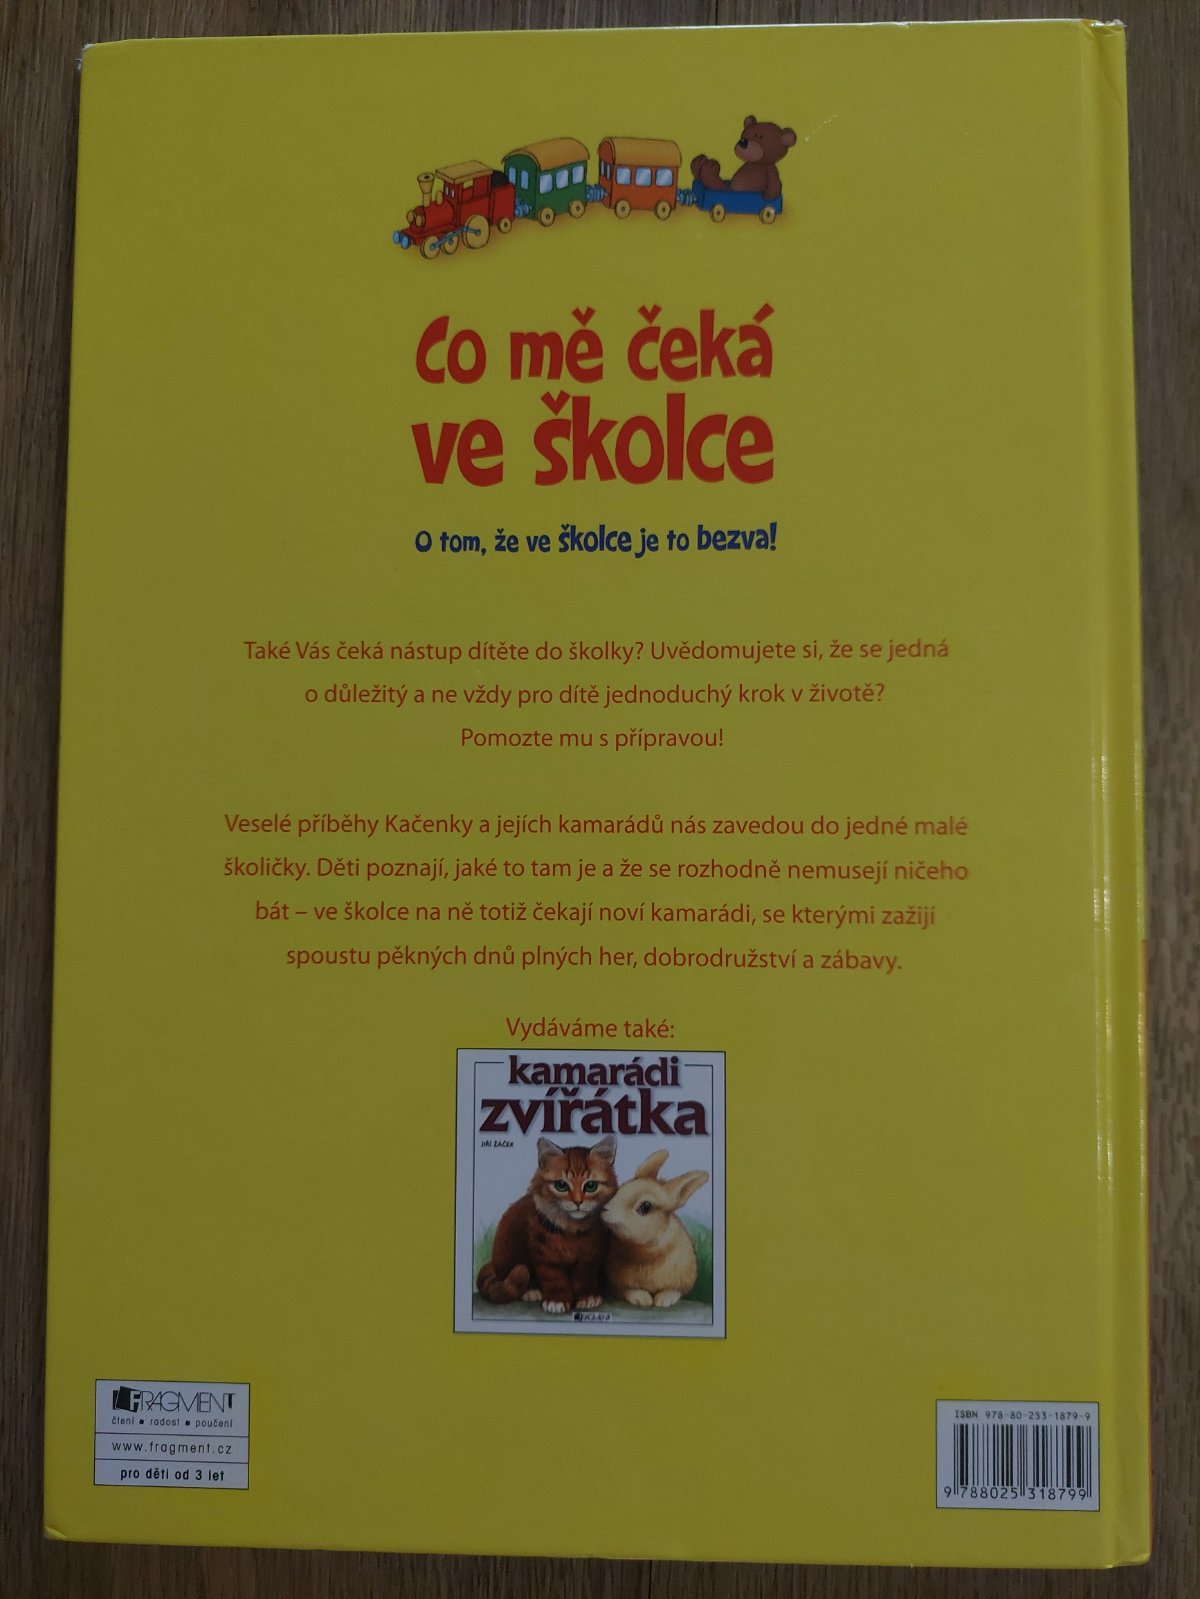 Co mě čeká
ve školce
O tom, že ve školce je to bezva!
Také Vás čeká nástup dítěte do školky? Uvědomujete si, že se jedná
o důležitý a ne vždy pro dítě jednoduchý krok v životě?
Pomozte mu s přípravou!
Veselé příběhy Kačenky a jejích kamarádů nás zavedou do jedné malé
školičky. Děti poznají, jaké to tam je a že se rozhodně nemusejí ničeho
bát – ve školce na ně totiž čekají noví kamarádi, se kterými zažijí
spoustu pěkných dnů plných her, dobrodružství a zábavy.
Vydáváme také:
kamarádi
zvířátka
JIŘÍ ŽÁČEK
FRAGMENT
FRAGMENT
čtení ▪ radost ▪ poučení
www.fragment.cz
pro děti od 3 let
ISBN 978-80-253-1879-9
9 788025 318799